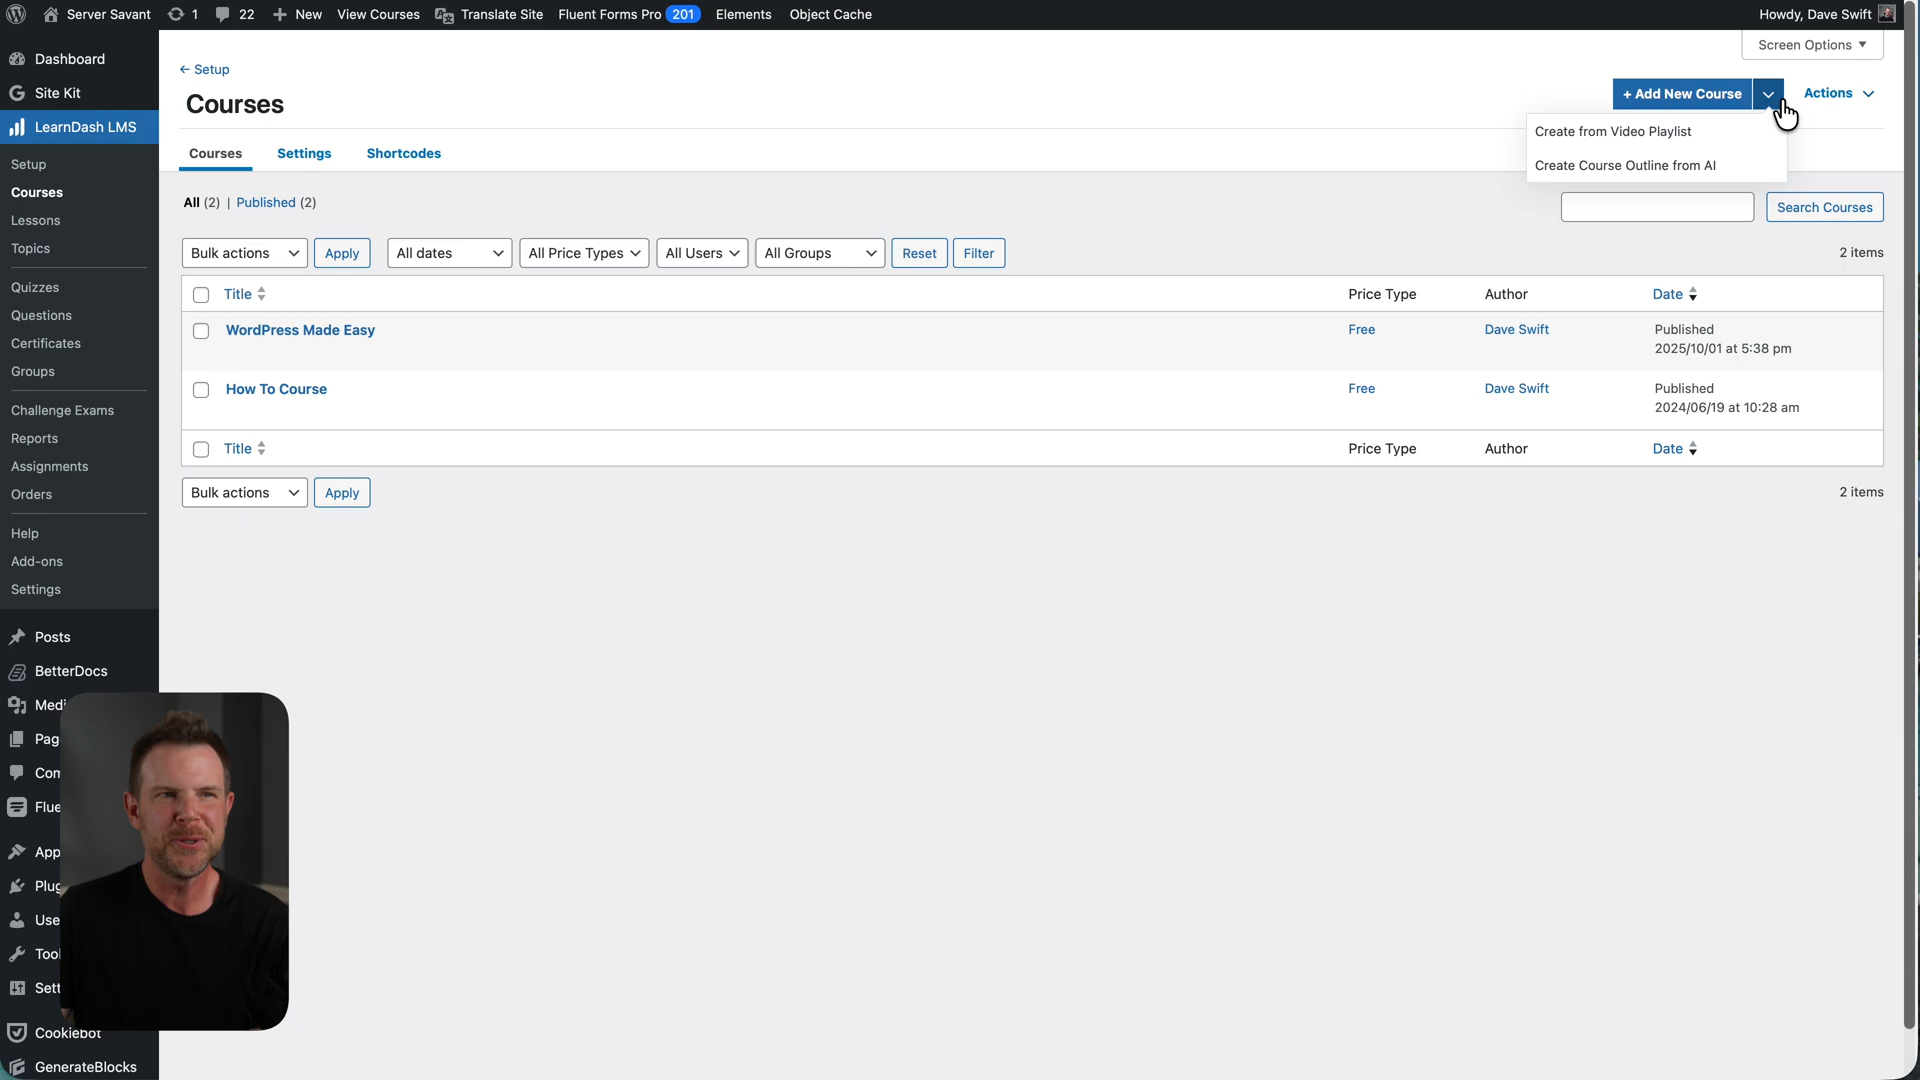 Server Savant 1 22 New View Courses Translate Site Fluent Forms Pro 201 Elements Object Cache Howdy, Dave Swift
Screen Options
Dashboard
Site Kit
LearnDash LMS
Setup
Courses
Lessons
Topics
Quizzes
Questions
Certificates
Groups
Challenge Exams
Reports
Assignments
Orders
Help
Add-ons
Settings
Posts
BetterDocs
Medi
Pag
Com
Flue
App
Plug
Use
Tool
Sett
Cookiebot
GenerateBlocks
← Setup
Courses
+ Add New Course
Actions
Create from Video Playlist
Create Course Outline from AI
Courses Settings Shortcodes
All (2) | Published (2)
Search Courses
Bulk actions Apply All dates All Price Types All Users All Groups Reset Filter 2 items
Title Price Type Author Date
WordPress Made Easy Free Dave Swift Published
2025/10/01 at 5:38 pm
How To Course Free Dave Swift Published
2024/06/19 at 10:28 am
Title Price Type Author Date
Bulk actions Apply 2 items